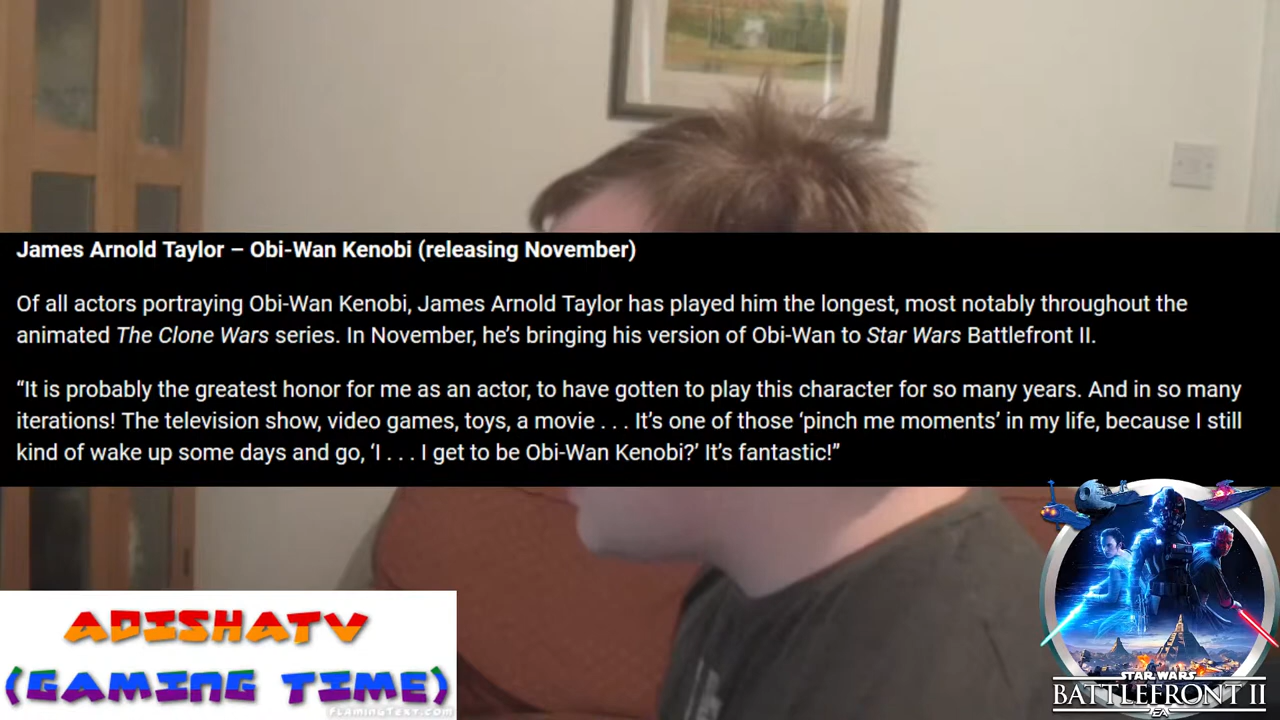 James Arnold Taylor – Obi-Wan Kenobi (releasing November)
Of all actors portraying Obi-Wan Kenobi, James Arnold Taylor has played him the longest, most notably throughout the
animated The Clone Wars series. In November, he's bringing his version of Obi-Wan to Star Wars Battlefront II.
“It is probably the greatest honor for me as an actor, to have gotten to play this character for so many years. And in so many
iterations! The television show, video games, toys, a movie . . . It's one of those ‘pinch me moments’ in my life, because I still
kind of wake up some days and go, ‘I . . . I get to be Obi-Wan Kenobi?’ It's fantastic!”
ADISHATV
(GAMING TIME)
FLAMINGTEXT.COM
STAR WARS
BATTLEFRONT II
EA